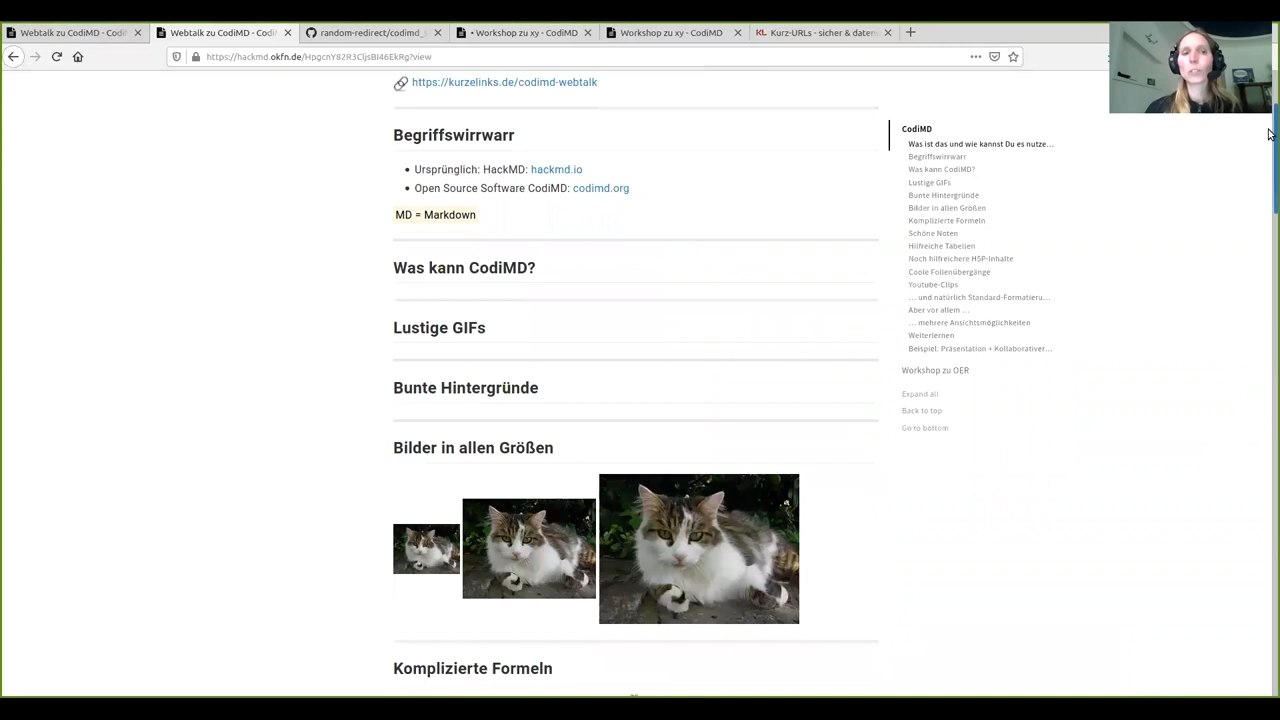 Webtalk zu CodiMD - CodiM
Webtalk zu CodiMD - CodiM
random-redirect/codimd_
• Workshop zu xy - CodiMD
Workshop zu xy - CodiMD
KL Kurz-URLs - sicher & daten
https://hackmd.okfn.de/HpgcnY82R3CljsBI46EkRg?view
https://kurzelinks.de/codimd-webtalk
Begriffswirrwarr
Ursprünglich: HackMD: hackmd.io
Open Source Software CodiMD: codimd.org
MD = Markdown
Was kann CodiMD?
Lustige GIFs
Bunte Hintergründe
Bilder in allen Größen
Komplizierte Formeln
CodiMD
Was ist das und wie kannst Du es nutze…
Begriffswirrwarr
Was kann CodiMD?
Lustige GIFs
Bunte Hintergründe
Bilder in allen Größen
Komplizierte Formeln
Schöne Noten
Hilfreiche Tabellen
Noch hilfreichere H5P-Inhalte
Coole Folienübergänge
Youtube-Clips
… und natürlich Standard-Formatieru…
Aber vor allem …
… mehrere Ansichtsmöglichkeiten
Weiterlernen
Beispiel: Präsentation + Kollaborativer…
Workshop zu OER
Expand all
Back to top
Go to bottom